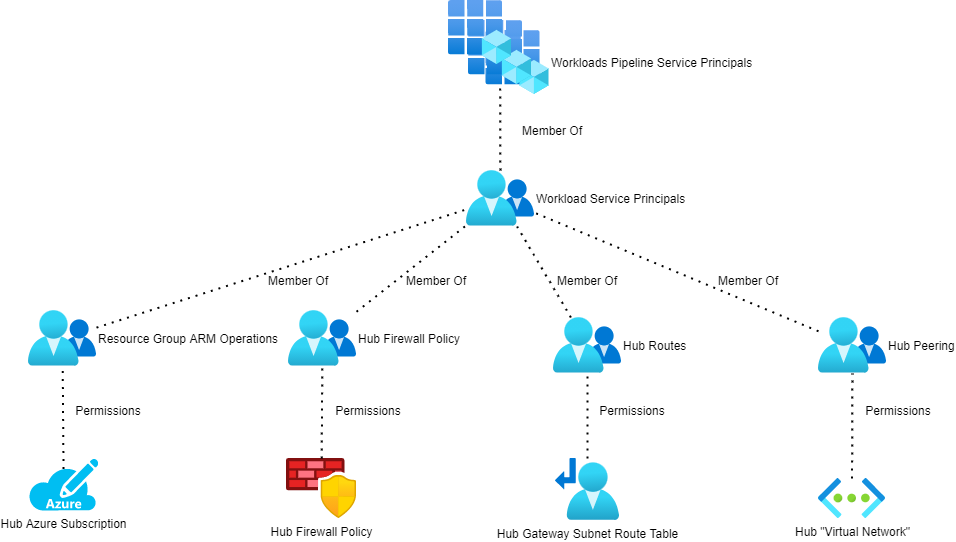 Workloads Pipeline Service Principals
Member Of
Workload Service Principals
Member Of
Member Of
Member Of
Member Of
Resource Group ARM Operations
Hub Firewall Policy
Hub Routes
Hub Peering
Permissions
Permissions
Permissions
Permissions
Azure
Hub Azure Subscription
Hub Firewall Policy
Hub Gateway Subnet Route Table
Hub "Virtual Network"